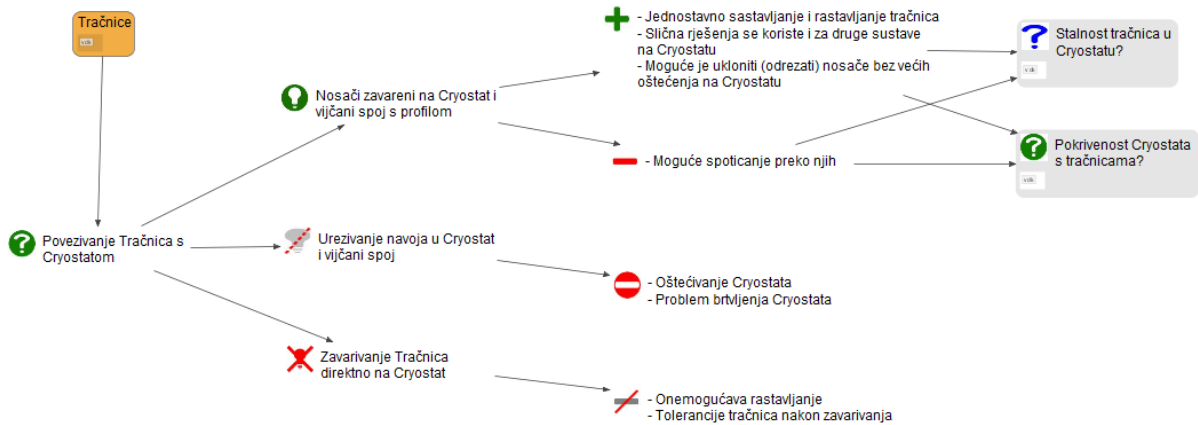 Tračnice
Povezivanje Tračnica s
Cryostatom
Nosači zavareni na Cryostat i
vijčani spoj s profilom
Urezivanje navoja u Cryostat
i vijčani spoj
Zavarivanje Tračnica
direktno na Cryostat
- Jednostavno sastavljanje i rastavljanje tračnica
- Slična rješenja se koriste i za druge sustave
na Cryostatu
- Moguće je ukloniti (odrezati) nosače bez većih
oštećenja na Cryostatu
- Moguće spoticanje preko njih
- Oštećivanje Cryostata
- Problem brtvljenja Cryostata
- Onemogućava rastavljanje
- Tolerancije tračnica nakon zavarivanja
Stalnost tračnica u
Cryostatu?
Pokrivenost Cryostata
s tračnicama?